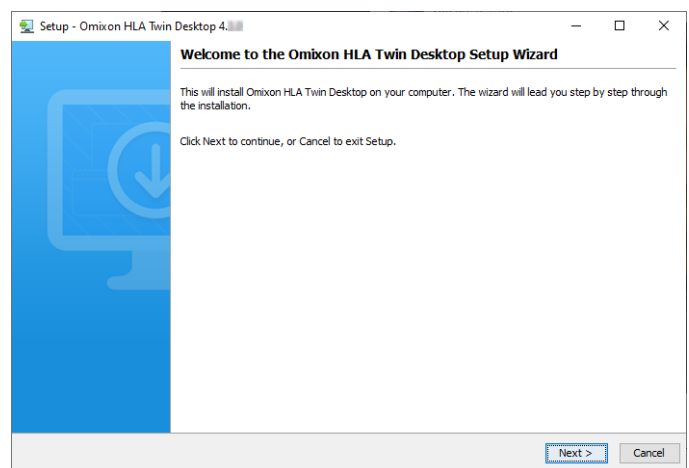 Setup - Omixon HLA Twin Desktop 4.
Welcome to the Omixon HLA Twin Desktop Setup Wizard
This will install Omixon HLA Twin Desktop on your computer. The wizard will lead you step by step through
the installation.
Click Next to continue, or Cancel to exit Setup.
Next >
Cancel